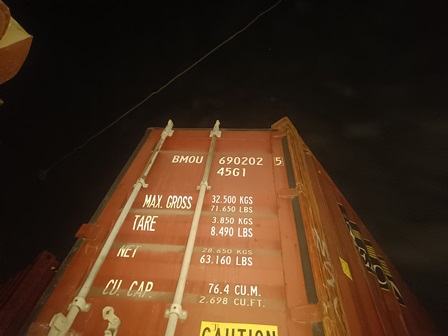 BMOU 690202 5
45G1
MAX. GROSS 32.500 KGS
71.650 LBS
TARE 3.850 KGS
8.490 LBS
NET 28.650 KGS
63.160 LBS
CU. CAP. 76.4 CU.M.
2.698 CU.FT.
CAUTION